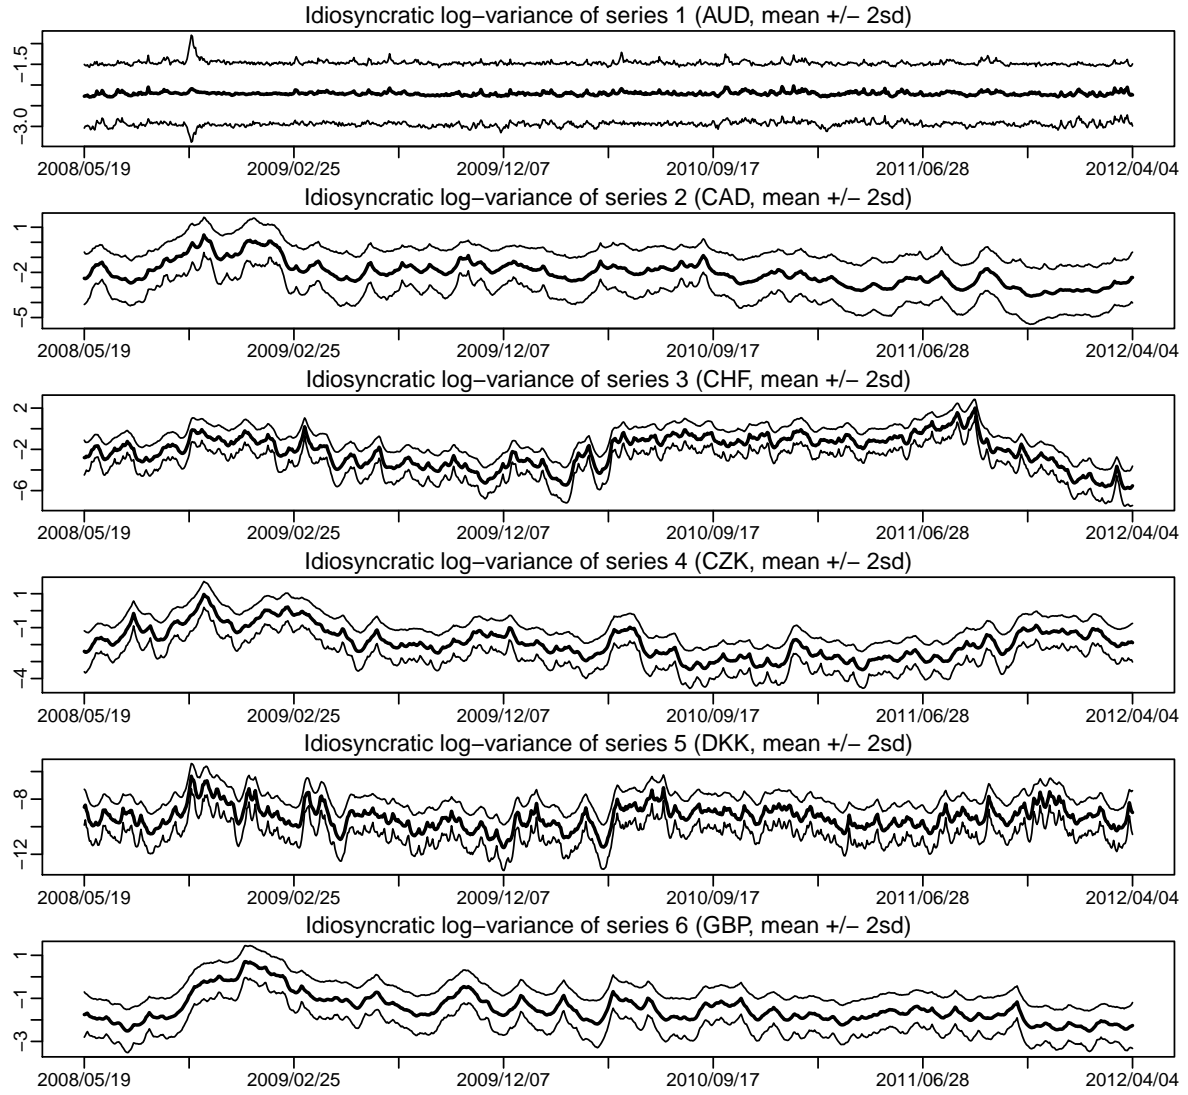 Idiosyncratic log−variance of series 1 (AUD, mean +/− 2sd)
−1.5
−3.0
2008/05/19 2009/02/25 2009/12/07 2010/09/17 2011/06/28 2012/04/04
Idiosyncratic log−variance of series 2 (CAD, mean +/− 2sd)
1
−2
−5
2008/05/19 2009/02/25 2009/12/07 2010/09/17 2011/06/28 2012/04/04
Idiosyncratic log−variance of series 3 (CHF, mean +/− 2sd)
2
−2
−6
2008/05/19 2009/02/25 2009/12/07 2010/09/17 2011/06/28 2012/04/04
Idiosyncratic log−variance of series 4 (CZK, mean +/− 2sd)
1
−1
−4
2008/05/19 2009/02/25 2009/12/07 2010/09/17 2011/06/28 2012/04/04
Idiosyncratic log−variance of series 5 (DKK, mean +/− 2sd)
−8
−12
2008/05/19 2009/02/25 2009/12/07 2010/09/17 2011/06/28 2012/04/04
Idiosyncratic log−variance of series 6 (GBP, mean +/− 2sd)
1
−1
−3
2008/05/19 2009/02/25 2009/12/07 2010/09/17 2011/06/28 2012/04/04